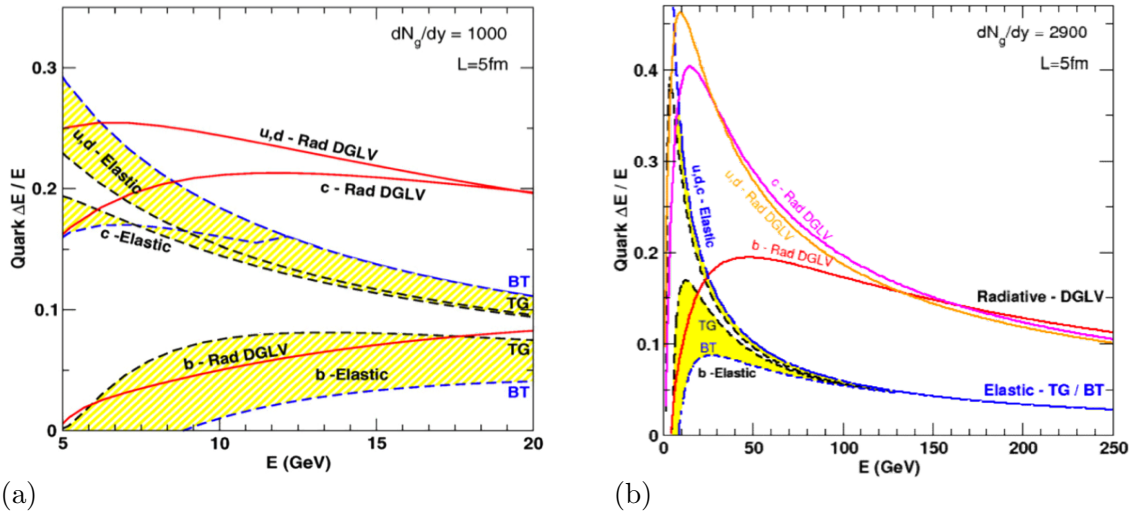 dN_g/dy = 1000
L=5fm
0.3
0.2
0.1
0
Quark ΔE / E
u,d - Rad DGLV
u,d - Elastic
c - Rad DGLV
c -Elastic
BT
TG
TG
b - Rad DGLV
b -Elastic
BT
5
10
15
20
E (GeV)
(a)
dN_g/dy = 2900
L=5fm
0.4
0.3
0.2
0.1
0
Quark ΔE / E
u,d,c - Elastic
c - Rad DGLV
u,d - Rad DGLV
b - Rad DGLV
Radiative - DGLV
TG
BT
b -Elastic
Elastic - TG / BT
0
50
100
150
200
250
E (GeV)
(b)